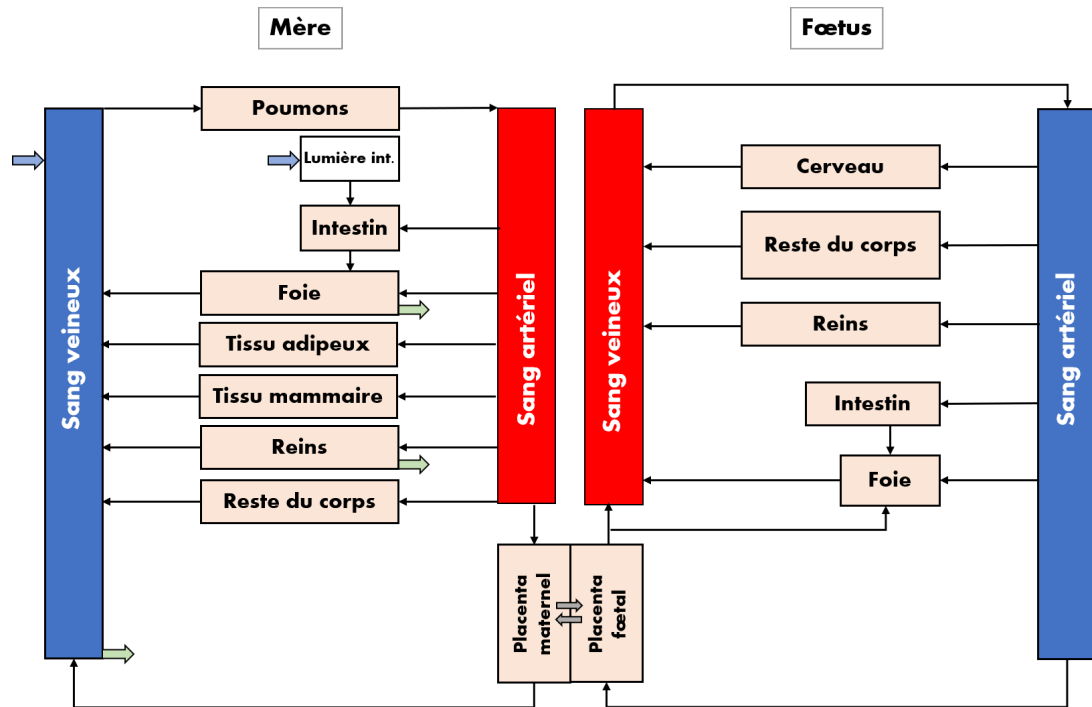 Mère
Fœtus
Poumons
Lumière int.
Intestin
Foie
Tissu adipeux
Tissu mammaire
Reins
Reste du corps
Sang veineux
Sang artériel
Placenta
maternel
Placenta
fœtal
Sang veineux
Cerveau
Reste du corps
Reins
Intestin
Foie
Sang artériel